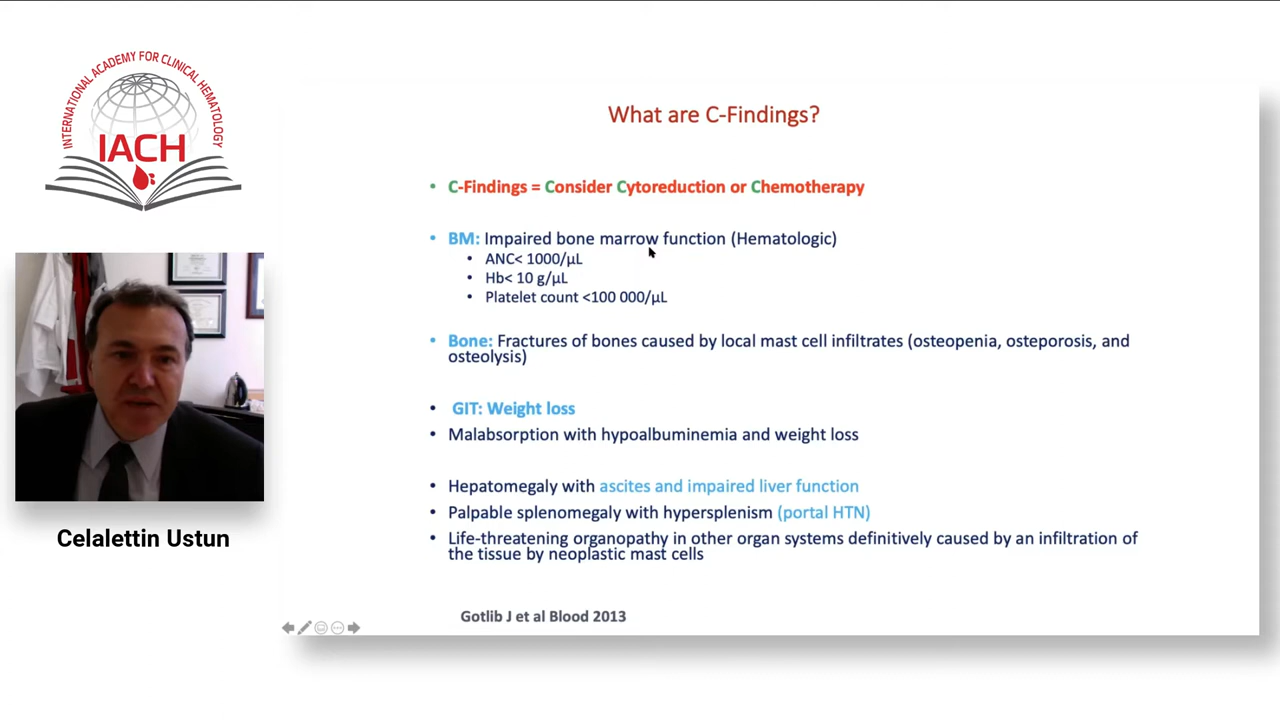 INTERNATIONAL ACADEMY FOR CLINICAL HEMATOLOGY
IACH
Celalettin Ustun
What are C-Findings?
• C-Findings = Consider Cytoreduction or Chemotherapy
• BM: Impaired bone marrow function (Hematologic)
• ANC< 1000/µL
• Hb< 10 g/µL
• Platelet count <100 000/µL
• Bone: Fractures of bones caused by local mast cell infiltrates (osteopenia, osteporosis, and
osteolysis)
• GIT: Weight loss
• Malabsorption with hypoalbuminemia and weight loss
• Hepatomegaly with ascites and impaired liver function
• Palpable splenomegaly with hypersplenism (portal HTN)
• Life-threatening organopathy in other organ systems definitively caused by an infiltration of
the tissue by neoplastic mast cells
Gotlib J et al Blood 2013